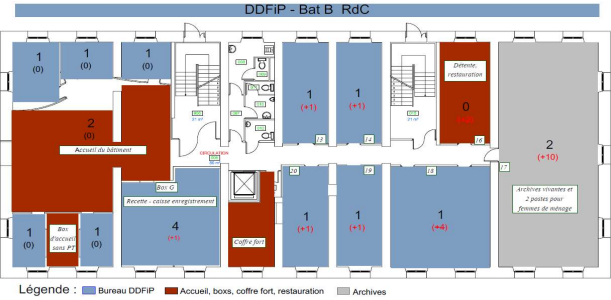 DDFiP - Bat B RdC
1
(0)
1
(0)
1
(0)
1
(+1)
1
(+1)
Détente,
restauration
0
2
(0)
Accueil du bâtiment
13
14
16
2
(+10)
CIRCULATION
17
Box G
20
19
18
Recette - caisse enregistrement
Archives vivantes et
2 postes pour
femmes de ménage
1
(0)
Box
d'accueil
sans PT
1
(0)
4
(+1)
Coffre fort
1
(+1)
1
(+1)
1
(+4)
Légende : Bureau DDFiP Accueil, boxs, coffre fort, restauration Archives